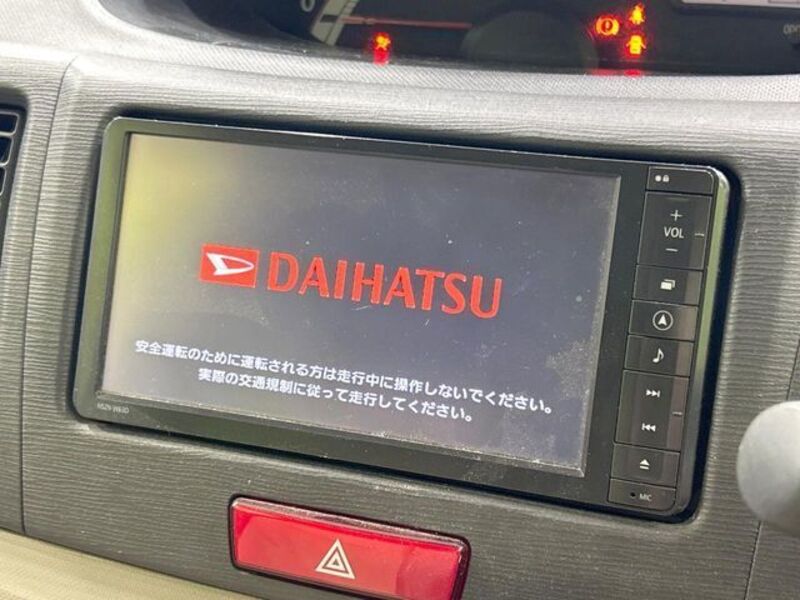 DAIHATSU
安全運転のために運転される方は走行中に操作しないでください。
実際の交通規制に従って走行してください。
+
VOL
−
MIC